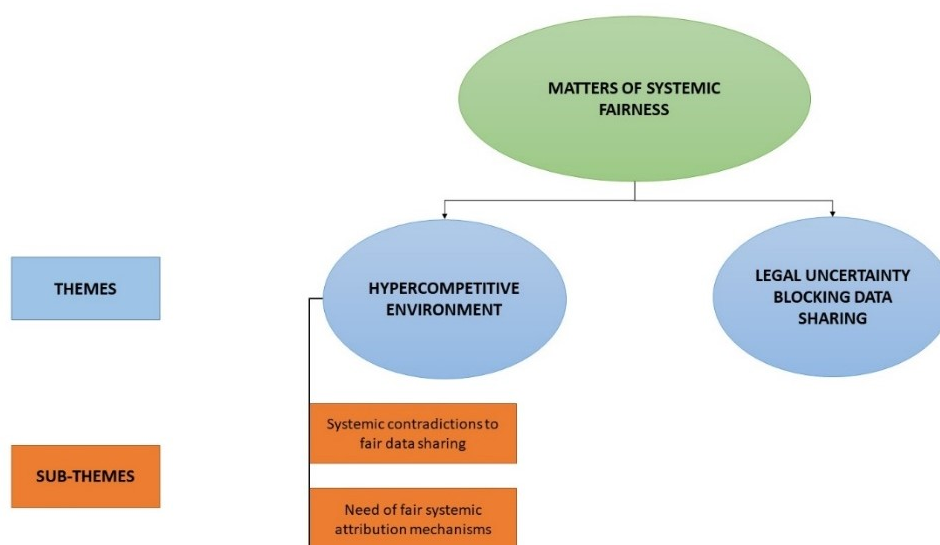 MATTERS OF SYSTEMIC
FAIRNESS
THEMES
HYPERCOMPETITIVE
ENVIRONMENT
LEGAL UNCERTAINTY
BLOCKING DATA
SHARING
SUB-THEMES
Systemic contradictions to
fair data sharing
Need of fair systemic
attribution mechanisms